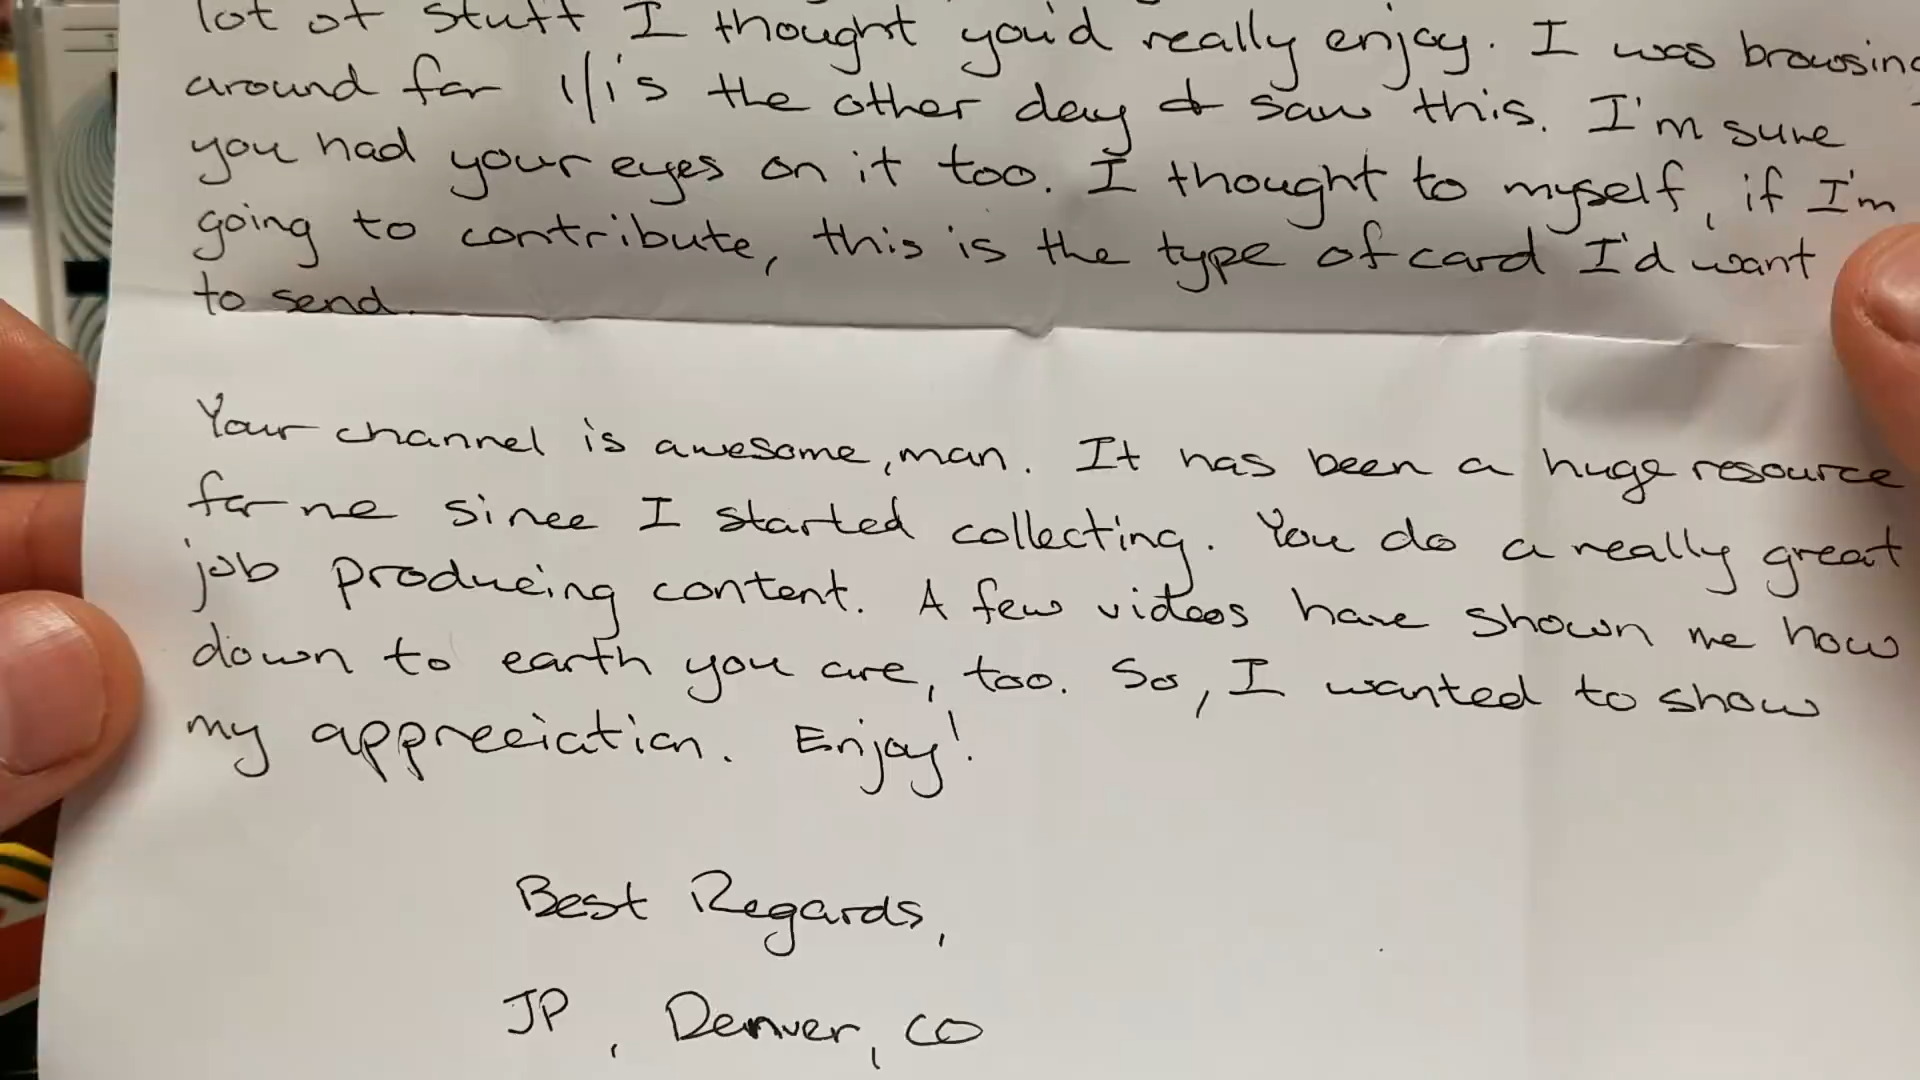 lot of stuff I thought you'd really enjoy. I was browsing
around for 1/1's the other day & saw this. I'm sure
you had your eyes on it too. I thought to myself, if I'm
going to contribute, this is the type of card I'd want
to send.
Your channel is awesome, man. It has been a huge resource
for me since I started collecting. You do a really great
job producing content. A few videos have shown me how
down to earth you are, too. So, I wanted to show
my appreciation. Enjoy!
Best Regards,
JP, Denver, CO